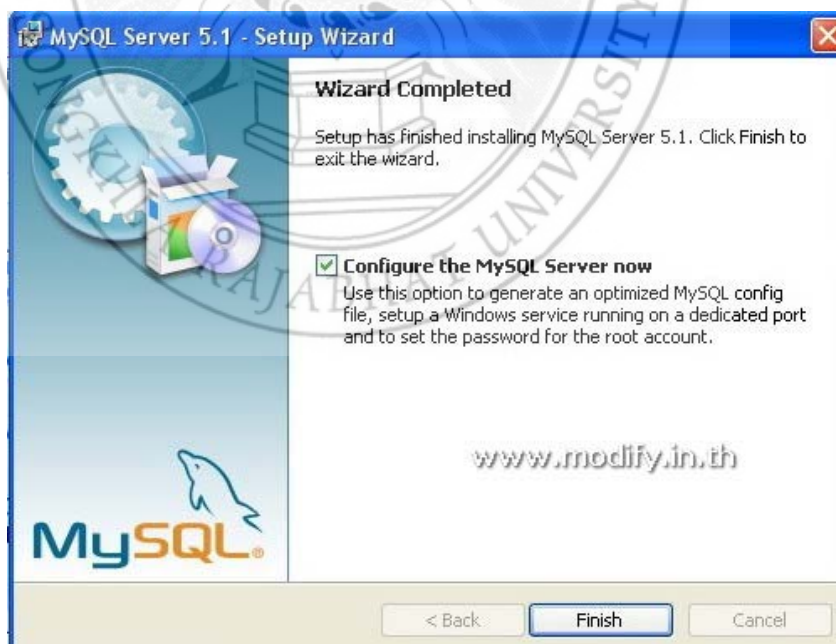 MySQL Server 5.1 - Setup Wizard
Wizard Completed
Setup has finished installing MySQL Server 5.1. Click Finish to
exit the wizard.
Configure the MySQL Server now
Use this option to generate an optimized MySQL config
file, setup a Windows service running on a dedicated port
and to set the password for the root account.
www.modify.in.th
MySQL
< Back
Finish
Cancel
RAJABHAT UNIVERSITY